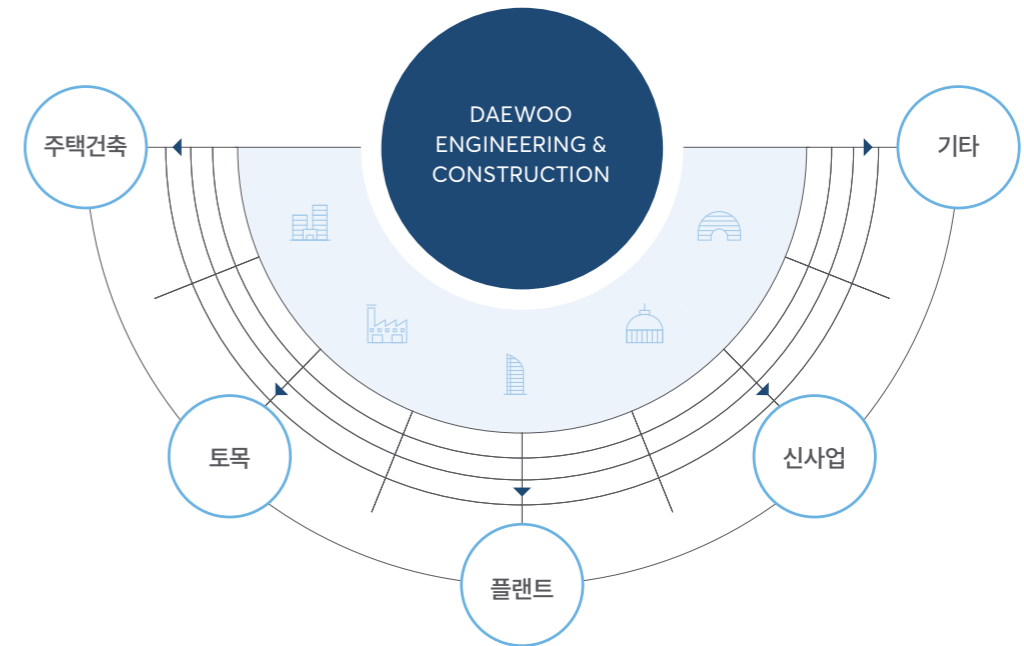 DAEWOO
ENGINEERING &
CONSTRUCTION
주택건축
기타
토목
신사업
플랜트